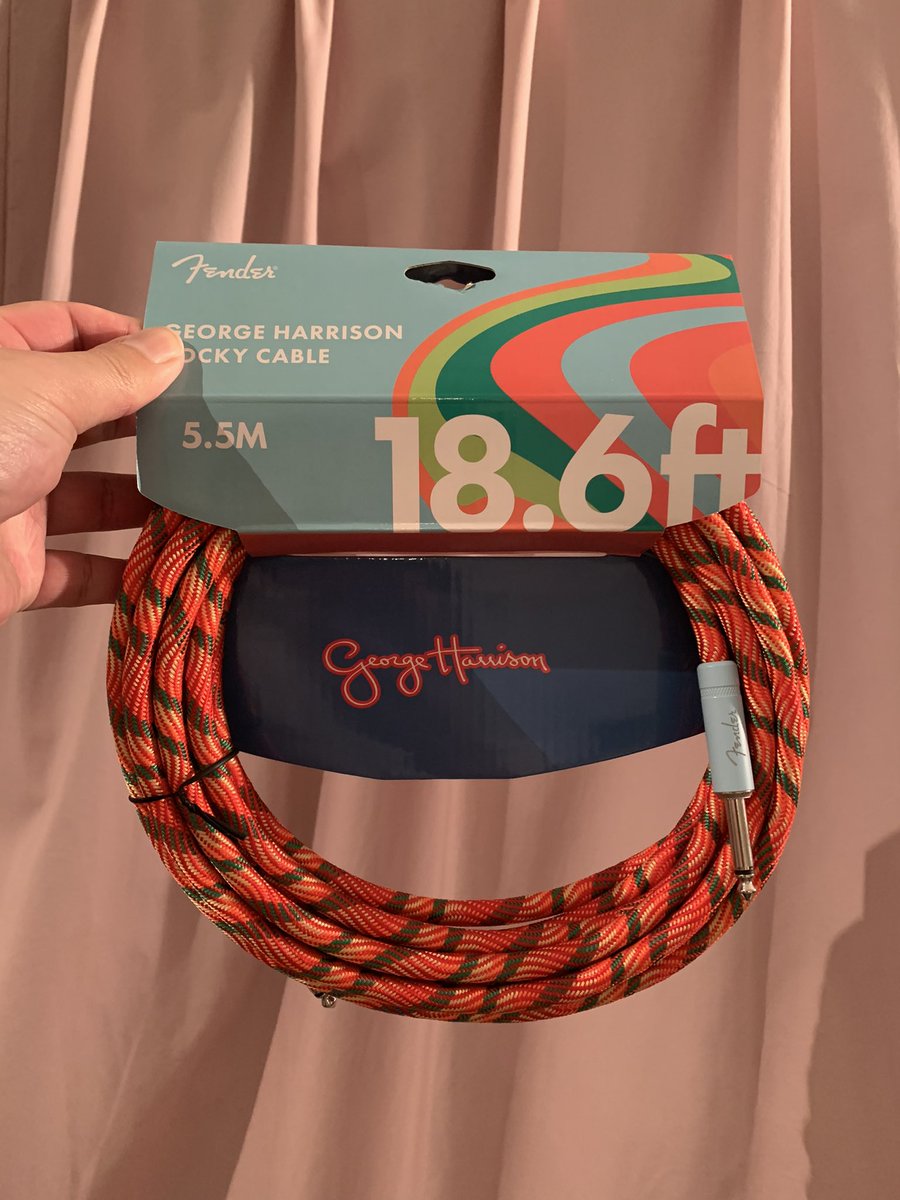 Fender
GEORGE HARRISON
OCKY CABLE
5.5M
18.6ft
George Harrison
Fender